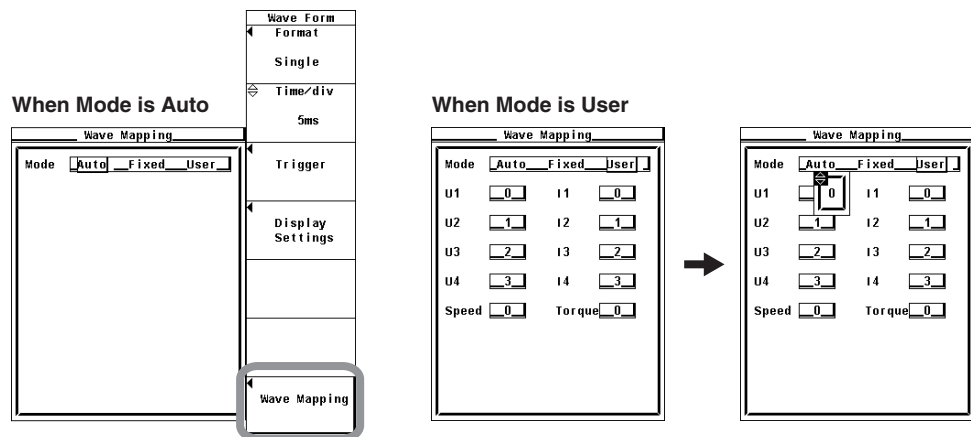 Wave Form
Format
Single
Time/div
5ms
Trigger
Display
Settings
Wave Mapping
When Mode is Auto
Wave Mapping
Mode Auto Fixed User
When Mode is User
Wave Mapping
Mode Auto Fixed User
U1 0 I1 0
U2 1 I2 1
U3 2 I3 2
U4 3 I4 3
Speed 0 Torque 0
Wave Mapping
Mode Auto Fixed User
U1 0 I1 0
U2 1 I2 1
U3 2 I3 2
U4 3 I4 3
Speed 0 Torque 0